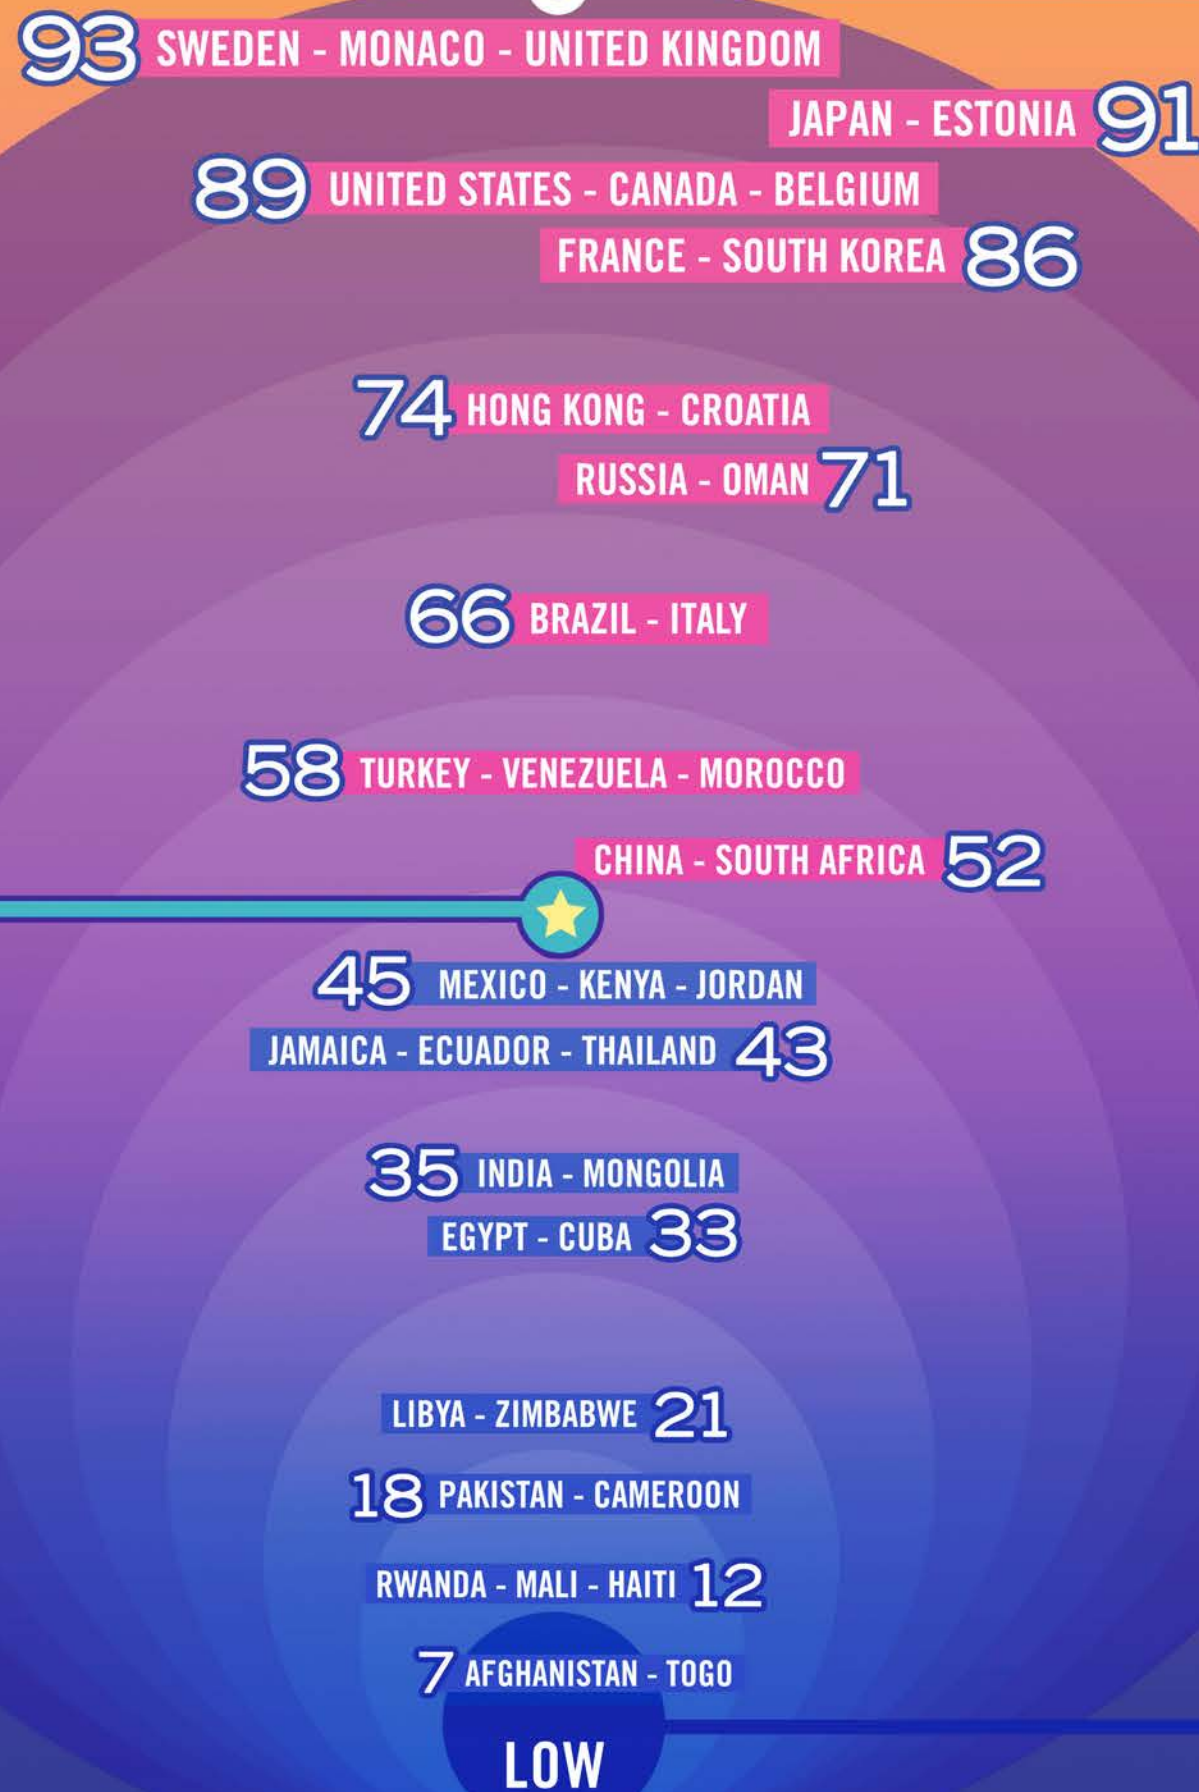 93 SWEDEN - MONACO - UNITED KINGDOM
JAPAN - ESTONIA 91
89 UNITED STATES - CANADA - BELGIUM
FRANCE - SOUTH KOREA 86
74 HONG KONG - CROATIA
RUSSIA - OMAN 71
66 BRAZIL - ITALY
58 TURKEY - VENEZUELA - MOROCCO
CHINA - SOUTH AFRICA 52
45 MEXICO - KENYA - JORDAN
JAMAICA - ECUADOR - THAILAND 43
35 INDIA - MONGOLIA
EGYPT - CUBA 33
LIBYA - ZIMBABWE 21
18 PAKISTAN - CAMEROON
RWANDA - MALI - HAITI 12
7 AFGHANISTAN - TOGO
LOW